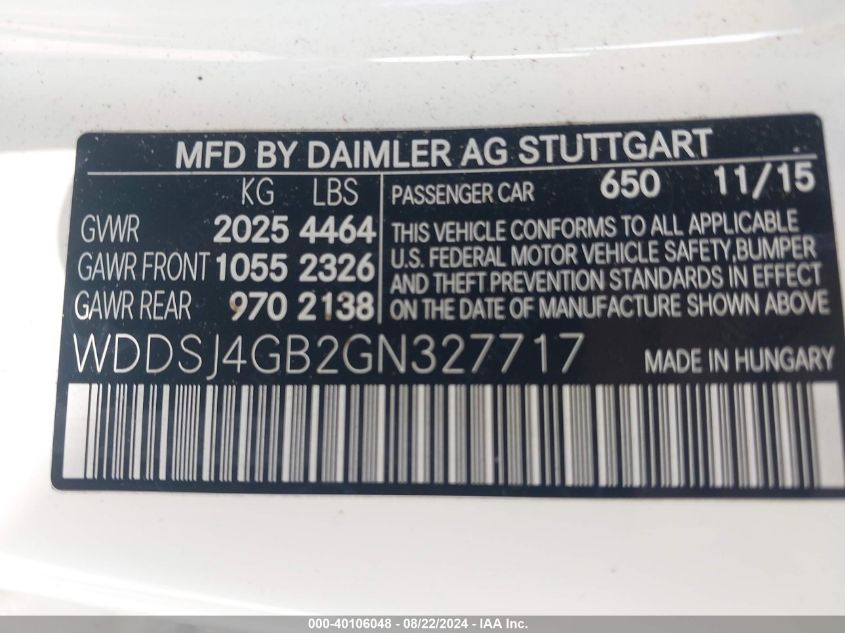 MFD BY DAIMLER AG STUTTGART
KG LBS
GVWR 2025 4464
GAWR FRONT 1055 2326
GAWR REAR 970 2138
PASSENGER CAR 650 11/15
THIS VEHICLE CONFORMS TO ALL APPLICABLE
U.S. FEDERAL MOTOR VEHICLE SAFETY,BUMPER
AND THEFT PREVENTION STANDARDS IN EFFECT
ON THE DATE OF MANUFACTURE SHOWN ABOVE
WDDSJ4GB2GN327717 MADE IN HUNGARY
000-40106048 - 08/22/2024 - IAA Inc.